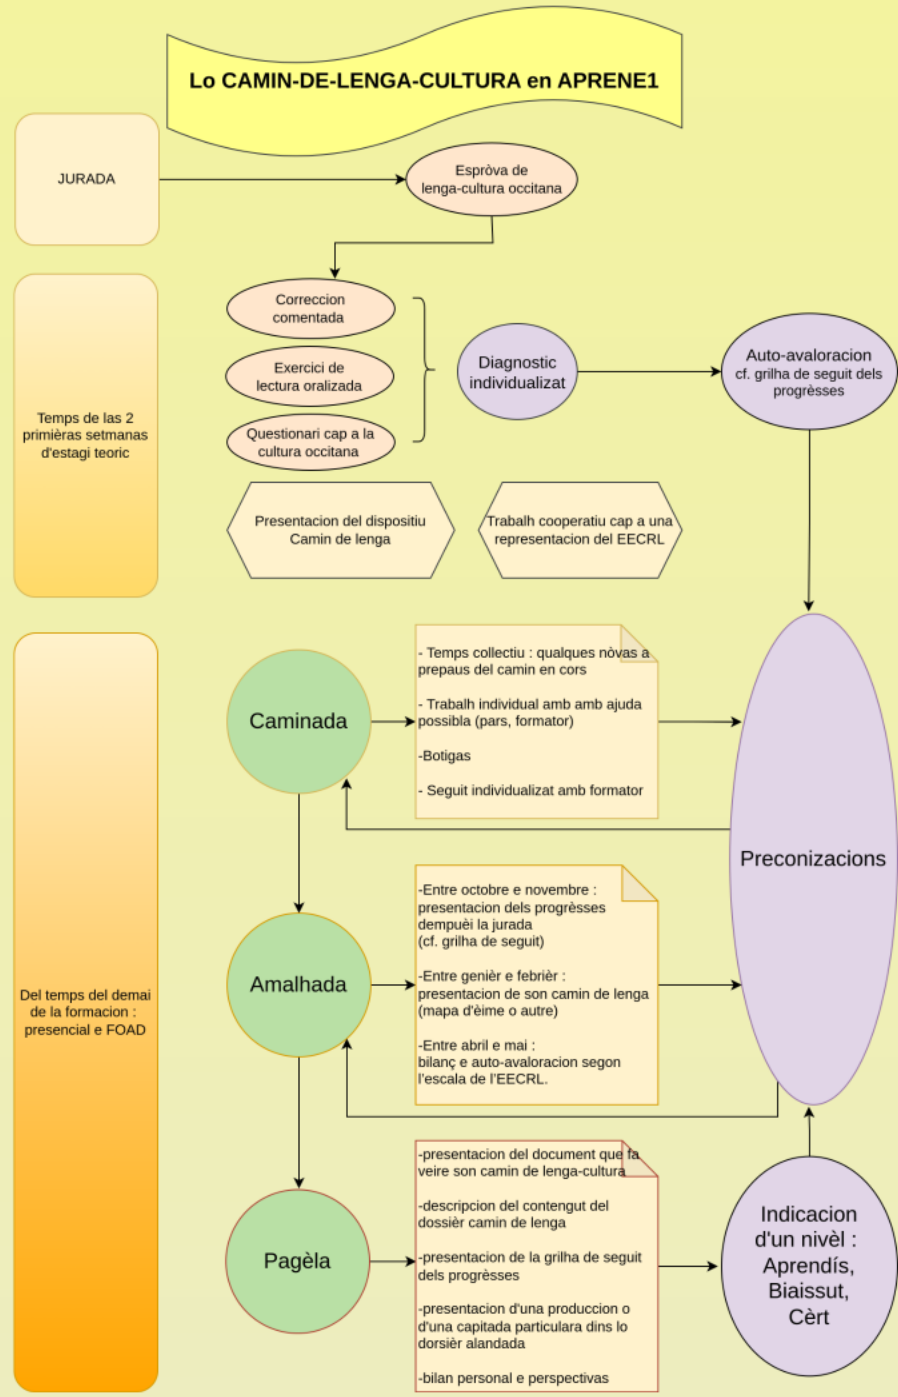 Lo CAMIN-DE-LENGA-CULTURA en APRENE1
JURADA
Espròva de
lenga-cultura occitana
Temps de las 2
primièras setmanas
d'estagi teoric
Correccion
comentada
Exercici de
lectura oralizada
Questionari cap a la
cultura occitana
Diagnostic
individualizat
Auto-avaloracion
cf. grilha de seguit dels
progrèsses
Presentacion del dispositiu
Camin de lenga
Trabalh cooperatiu cap a una
representacion del EECRL
Del temps del demai
de la formacion :
presencial e FOAD
Caminada
- Temps collectiu : qualques nòvas a
prepaus del camin en cors
- Trabalh individual amb amb ajuda
possibla (pars, formator)
-Botigas
- Seguit individualizat amb formator
Preconizacions
Amalhada
-Entre octobre e novembre :
presentacion dels progrèsses
dempuèi la jurada
(cf. grilha de seguit)
-Entre genièr e febrièr :
presentacion de son camin de lenga
(mapa d'èime o autre)
-Entre abril e mai :
bilanç e auto-avaloracion segon
l'escala de l'EECRL.
Pagèla
-presentacion del document que fa
veire son camin de lenga-cultura
-descripcion del contengut del
dossièr camin de lenga
-presentacion de la grilha de seguit
dels progrèsses
-presentacion d'una produccion o
d'una capitada particulara dins lo
dorsièr alandada
-bilan personal e perspectivas
Indicacion
d'un nivèl :
Aprendís,
Biaissut,
Cèrt